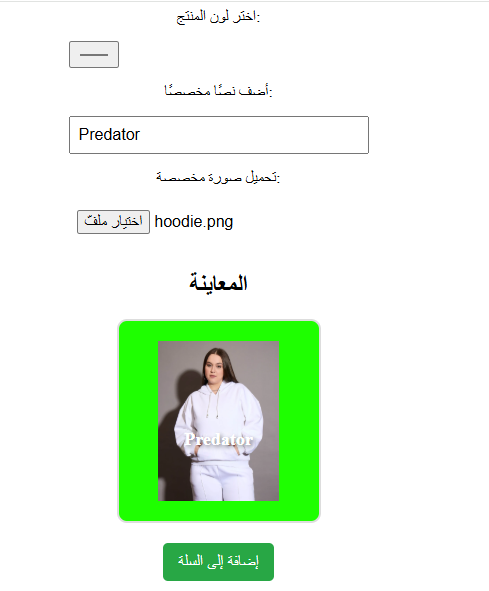 اختر لون المنتج:
أضف نصًا مخصصًا:
Predator
تحميل صورة مخصصة:
اختيار ملفّ hoodie.png
المعاينة
Predator
إضافة إلى السلة